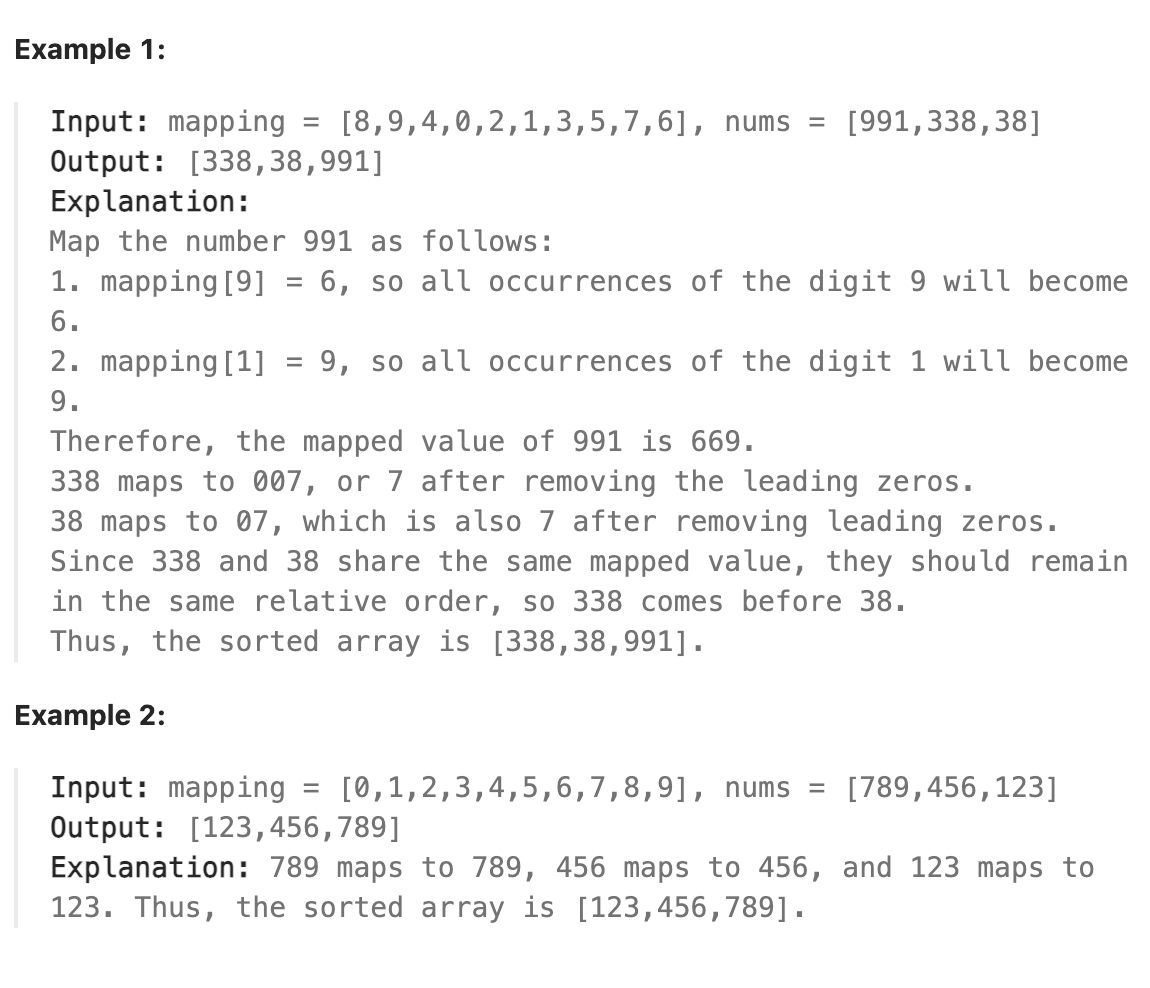 Example 1:
Input: mapping = [8,9,4,0,2,1,3,5,7,6], nums = [991,338,38]
Output: [338,38,991]
Explanation:
Map the number 991 as follows:
1. mapping[9] = 6, so all occurrences of the digit 9 will become
6.
2. mapping[1] = 9, so all occurrences of the digit 1 will become
9.
Therefore, the mapped value of 991 is 669.
338 maps to 007, or 7 after removing the leading zeros.
38 maps to 07, which is also 7 after removing leading zeros.
Since 338 and 38 share the same mapped value, they should remain
in the same relative order, so 338 comes before 38.
Thus, the sorted array is [338,38,991].
Example 2:
Input: mapping = [0,1,2,3,4,5,6,7,8,9], nums = [789,456,123]
Output: [123,456,789]
Explanation: 789 maps to 789, 456 maps to 456, and 123 maps to
123. Thus, the sorted array is [123,456,789].